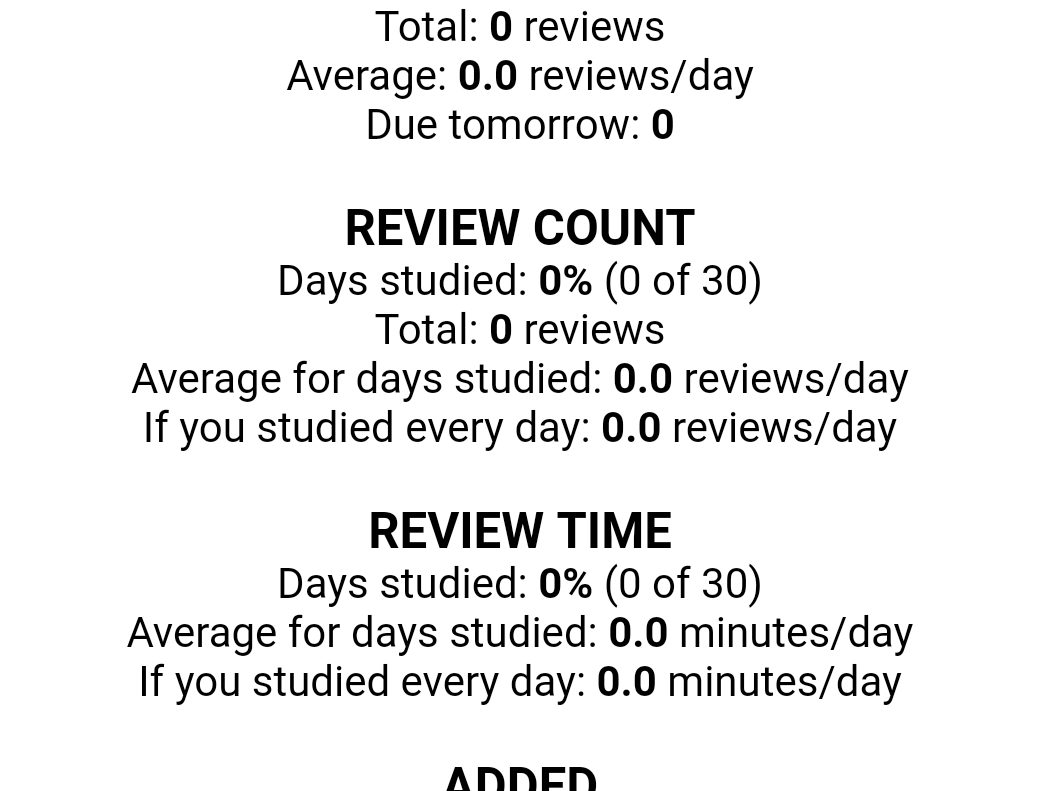 Total: 0 reviews
Average: 0.0 reviews/day
Due tomorrow: 0
REVIEW COUNT
Days studied: 0% (0 of 30)
Total: 0 reviews
Average for days studied: 0.0 reviews/day
If you studied every day: 0.0 reviews/day
REVIEW TIME
Days studied: 0% (0 of 30)
Average for days studied: 0.0 minutes/day
If you studied every day: 0.0 minutes/day
ADDED